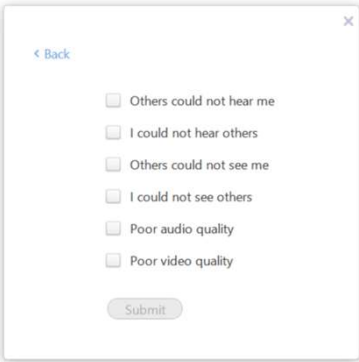 < Back
Others could not hear me
I could not hear others
Others could not see me
I could not see others
Poor audio quality
Poor video quality
Submit